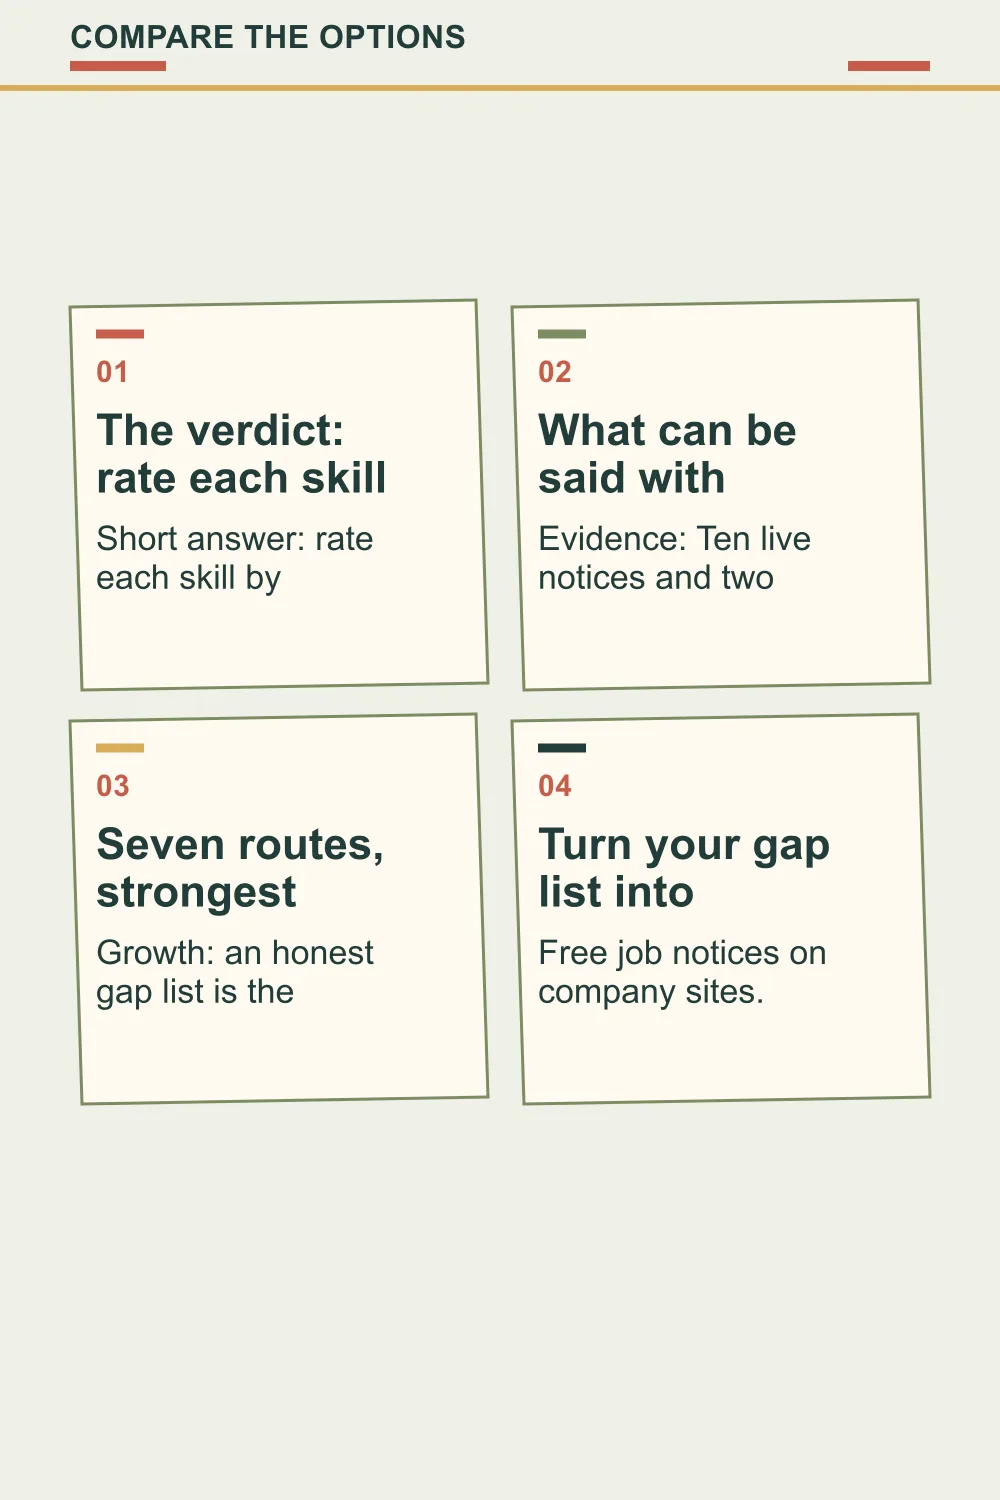 COMPARE THE OPTIONS
01
The verdict:
rate each skill
Short answer: rate
each skill by
02
What can be
said with
Evidence: Ten live
notices and two
03
Seven routes,
strongest
Growth: an honest
gap list is the
04
Turn your gap
list into
Free job notices on
company sites.